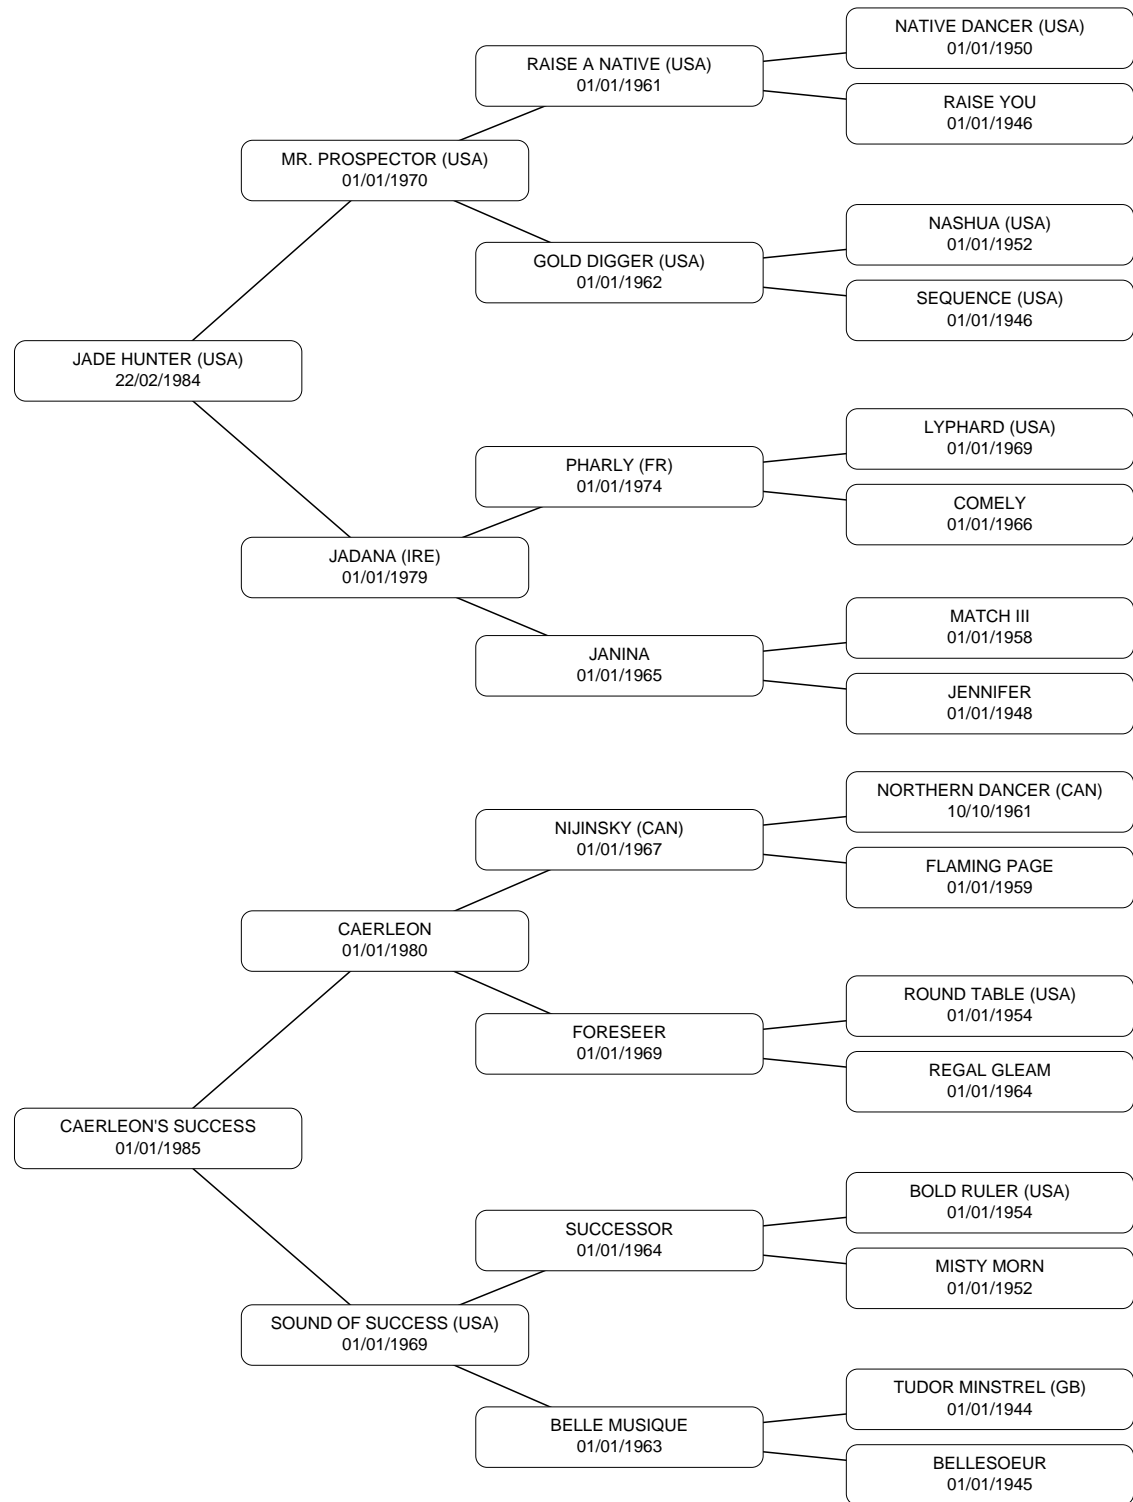 NATIVE DANCER (USA)
01/01/1950
RAISE A NATIVE (USA)
01/01/1961
RAISE YOU
01/01/1946
MR. PROSPECTOR (USA)
01/01/1970
NASHUA (USA)
01/01/1952
GOLD DIGGER (USA)
01/01/1962
SEQUENCE (USA)
01/01/1946
JADE HUNTER (USA)
22/02/1984
LYPHARD (USA)
01/01/1969
PHARLY (FR)
01/01/1974
COMELY
01/01/1966
JADANA (IRE)
01/01/1979
MATCH III
01/01/1958
JANINA
01/01/1965
JENNIFER
01/01/1948
NORTHERN DANCER (CAN)
10/10/1961
NIJINSKY (CAN)
01/01/1967
FLAMING PAGE
01/01/1959
CAERLEON
01/01/1980
ROUND TABLE (USA)
01/01/1954
FORESEER
01/01/1969
REGAL GLEAM
01/01/1964
CAERLEON'S SUCCESS
01/01/1985
BOLD RULER (USA)
01/01/1954
SUCCESSOR
01/01/1964
MISTY MORN
01/01/1952
SOUND OF SUCCESS (USA)
01/01/1969
TUDOR MINSTREL (GB)
01/01/1944
BELLE MUSIQUE
01/01/1963
BELLESOEUR
01/01/1945